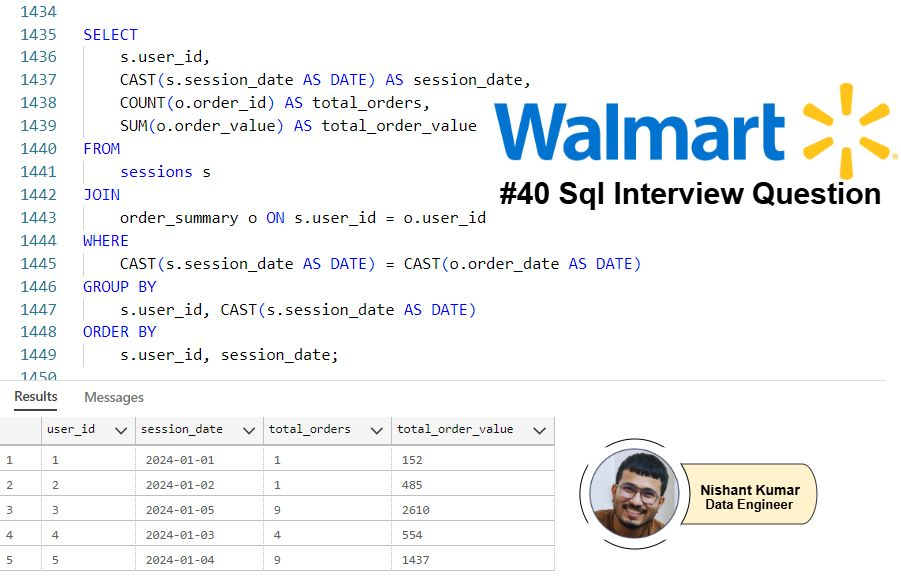 1434
1435 SELECT
1436 s.user_id,
1437 CAST(s.session_date AS DATE) AS session_date,
1438 COUNT(o.order_id) AS total_orders,
1439 SUM(o.order_value) AS total_order_value
1440 FROM
1441 sessions s
1442 JOIN
1443 order_summary o ON s.user_id = o.user_id
1444 WHERE
1445 CAST(s.session_date AS DATE) = CAST(o.order_date AS DATE)
1446 GROUP BY
1447 s.user_id, CAST(s.session_date AS DATE)
1448 ORDER BY
1449 s.user_id, session_date;
1450
Walmart
#40 Sql Interview Question
Results Messages
user_id session_date total_orders total_order_value
1 1 2024-01-01 1 152
2 2 2024-01-02 1 485
3 3 2024-01-05 9 2610
4 4 2024-01-03 4 554
5 5 2024-01-04 9 1437
Nishant Kumar
Data Engineer